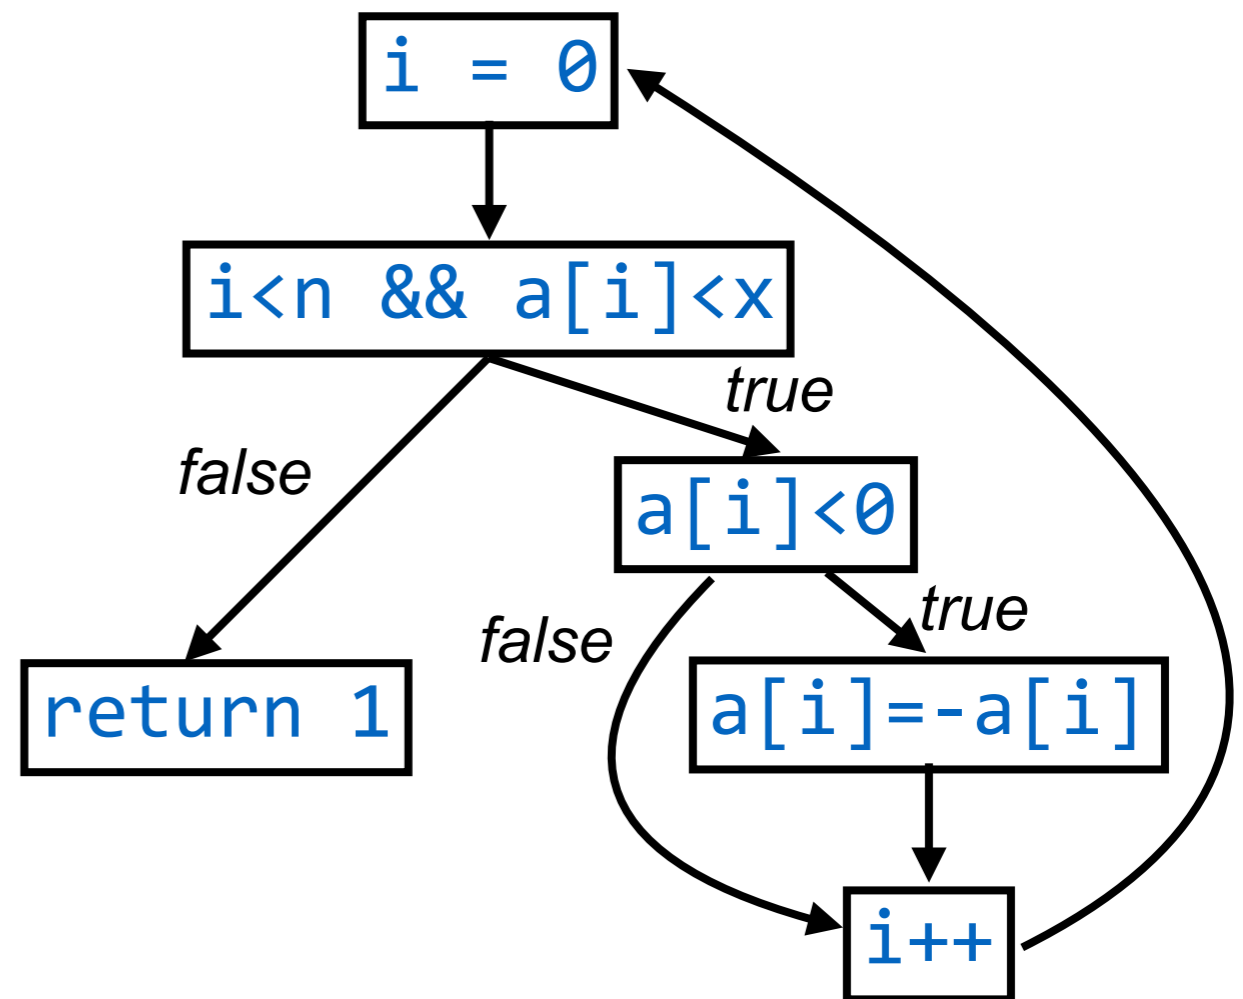 i = 0
i<n && a[i]<x
true
false
a[i]<0
true
false
return 1
a[i]=-a[i]
i++